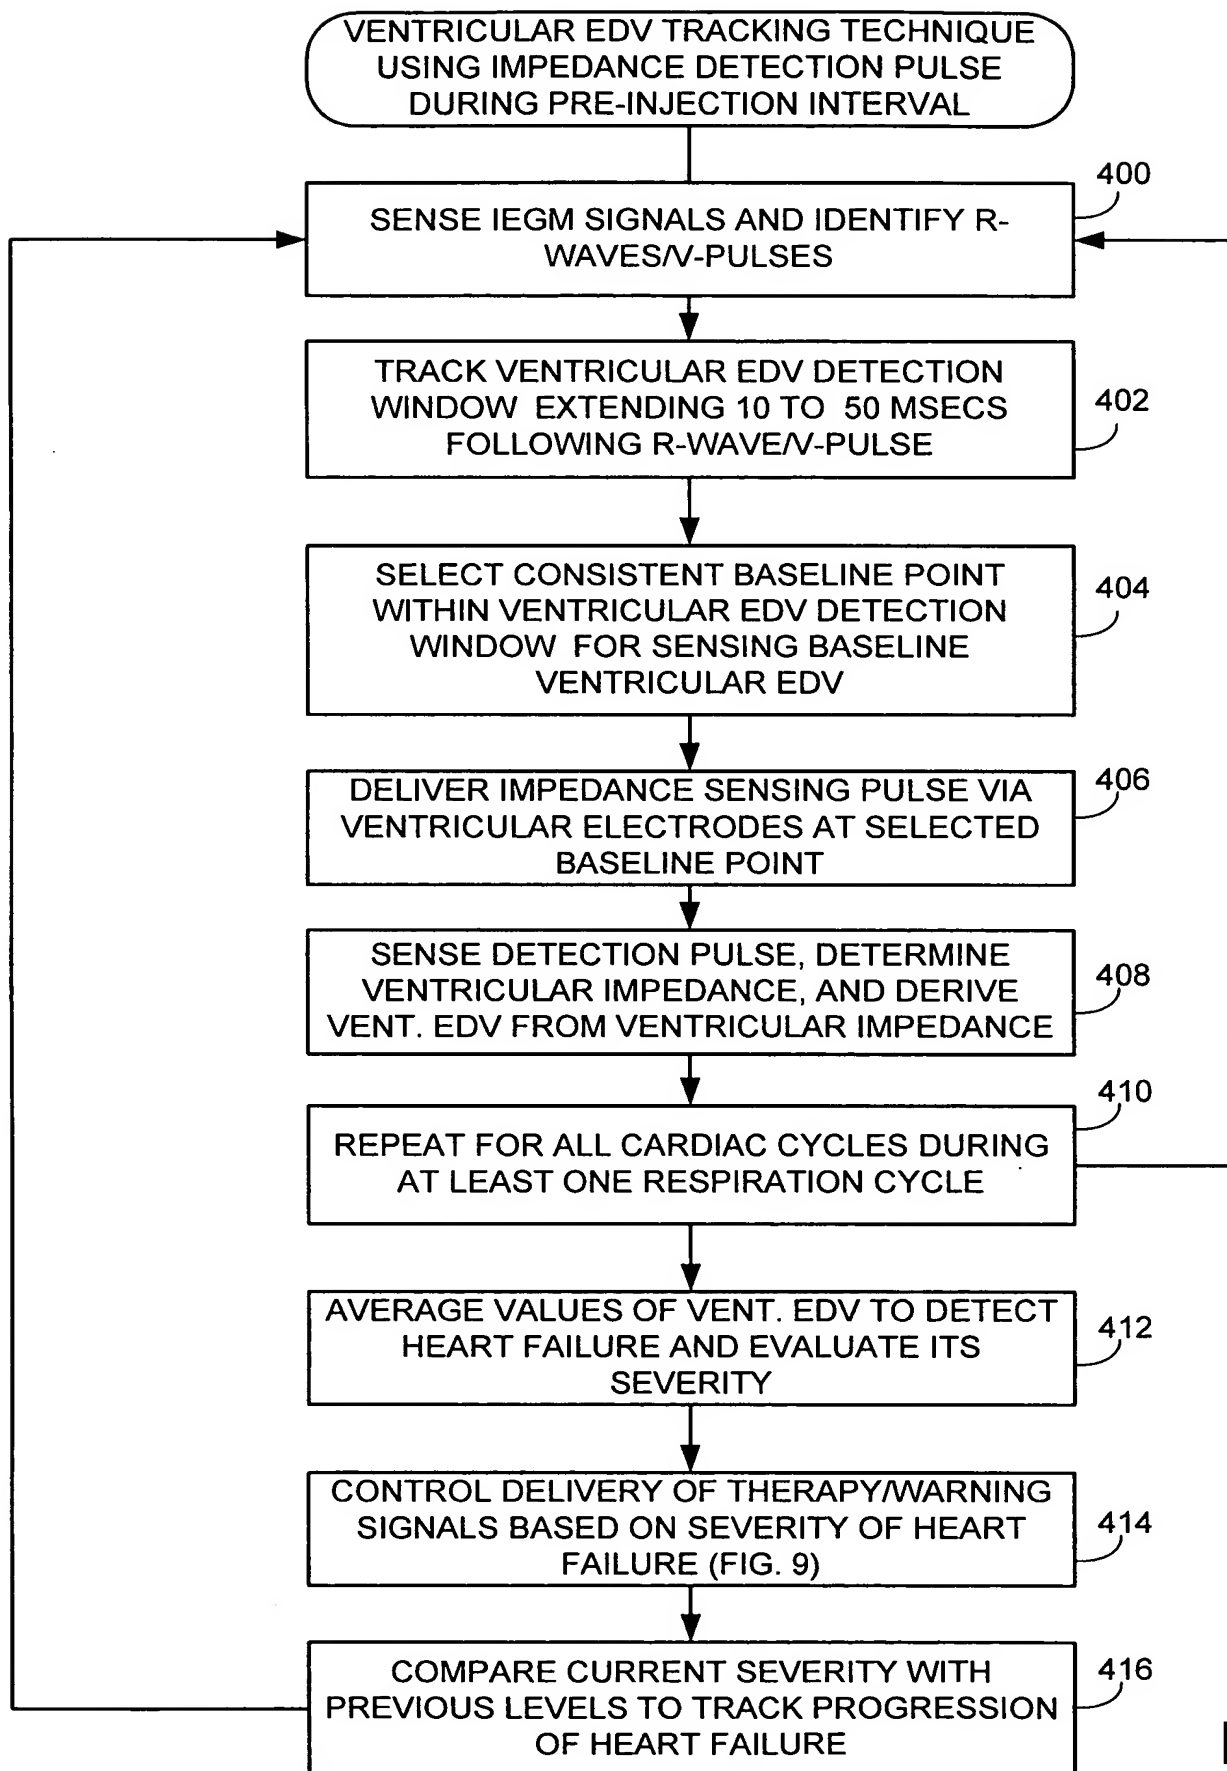 VENTRICULAR EDV TRACKING TECHNIQUE
USING IMPEDANCE DETECTION PULSE
DURING PRE-INJECTION INTERVAL
400
SENSE IEGM SIGNALS AND IDENTIFY R-
WAVES/V-PULSES
TRACK VENTRICULAR EDV DETECTION
WINDOW EXTENDING 10 TO 50 MSECS
FOLLOWING R-WAVE/V-PULSE
402
SELECT CONSISTENT BASELINE POINT
WITHIN VENTRICULAR EDV DETECTION
WINDOW FOR SENSING BASELINE
VENTRICULAR EDV
404
DELIVER IMPEDANCE SENSING PULSE VIA
VENTRICULAR ELECTRODES AT SELECTED
BASELINE POINT
406
SENSE DETECTION PULSE, DETERMINE
VENTRICULAR IMPEDANCE, AND DERIVE
VENT. EDV FROM VENTRICULAR IMPEDANCE
408
410
REPEAT FOR ALL CARDIAC CYCLES DURING
AT LEAST ONE RESPIRATION CYCLE
AVERAGE VALUES OF VENT. EDV TO DETECT
HEART FAILURE AND EVALUATE ITS
SEVERITY
412
CONTROL DELIVERY OF THERAPY/WARNING
SIGNALS BASED ON SEVERITY OF HEART
FAILURE (FIG. 9)
414
COMPARE CURRENT SEVERITY WITH
PREVIOUS LEVELS TO TRACK PROGRESSION
OF HEART FAILURE
416